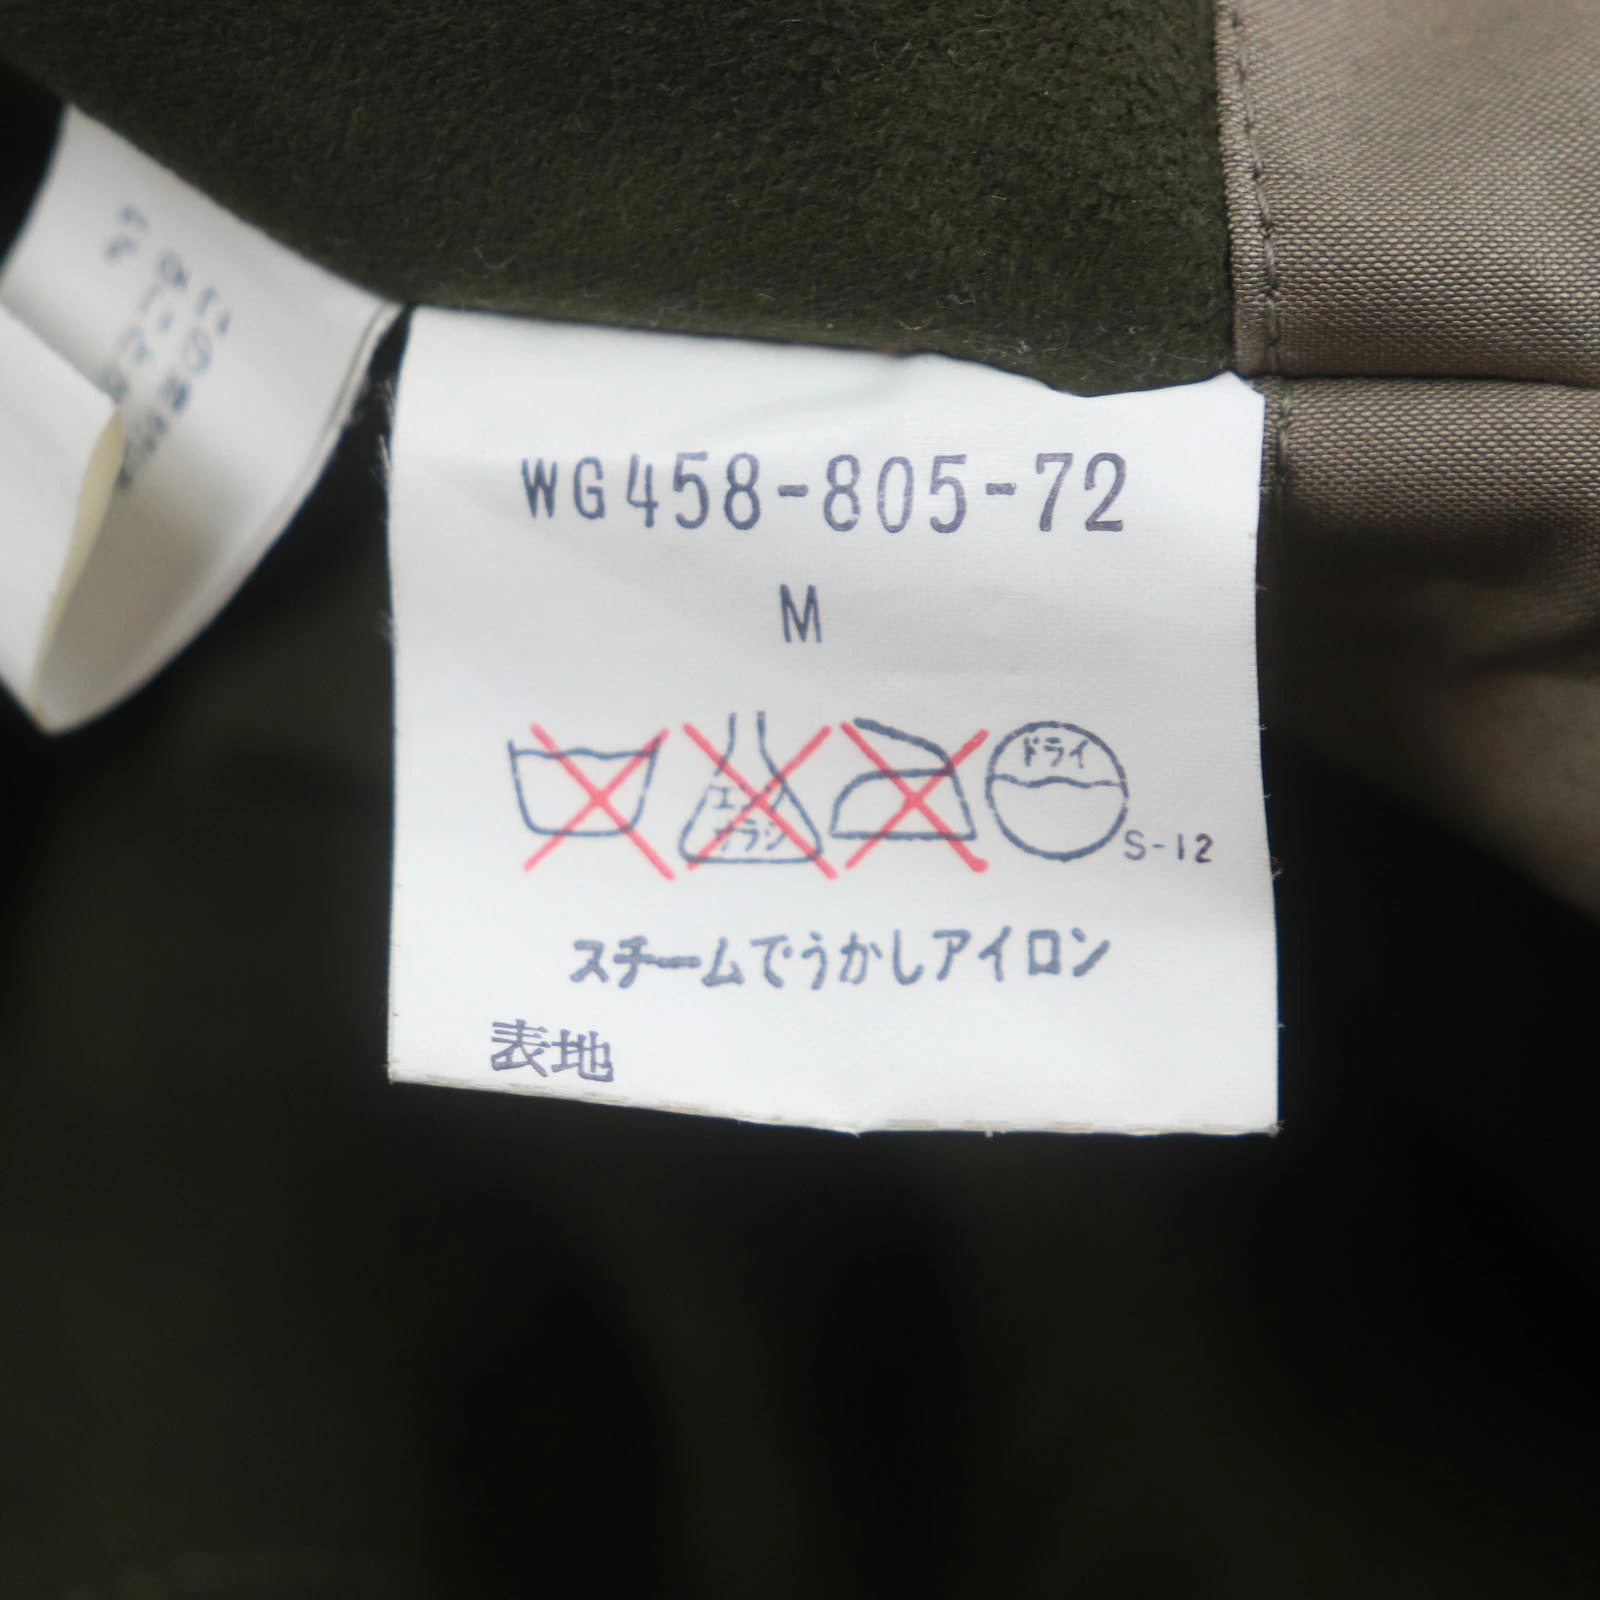 WG458-805-72
M
エンソ ドライ
サラシ
S-12
スチームでうかしアイロン
表地